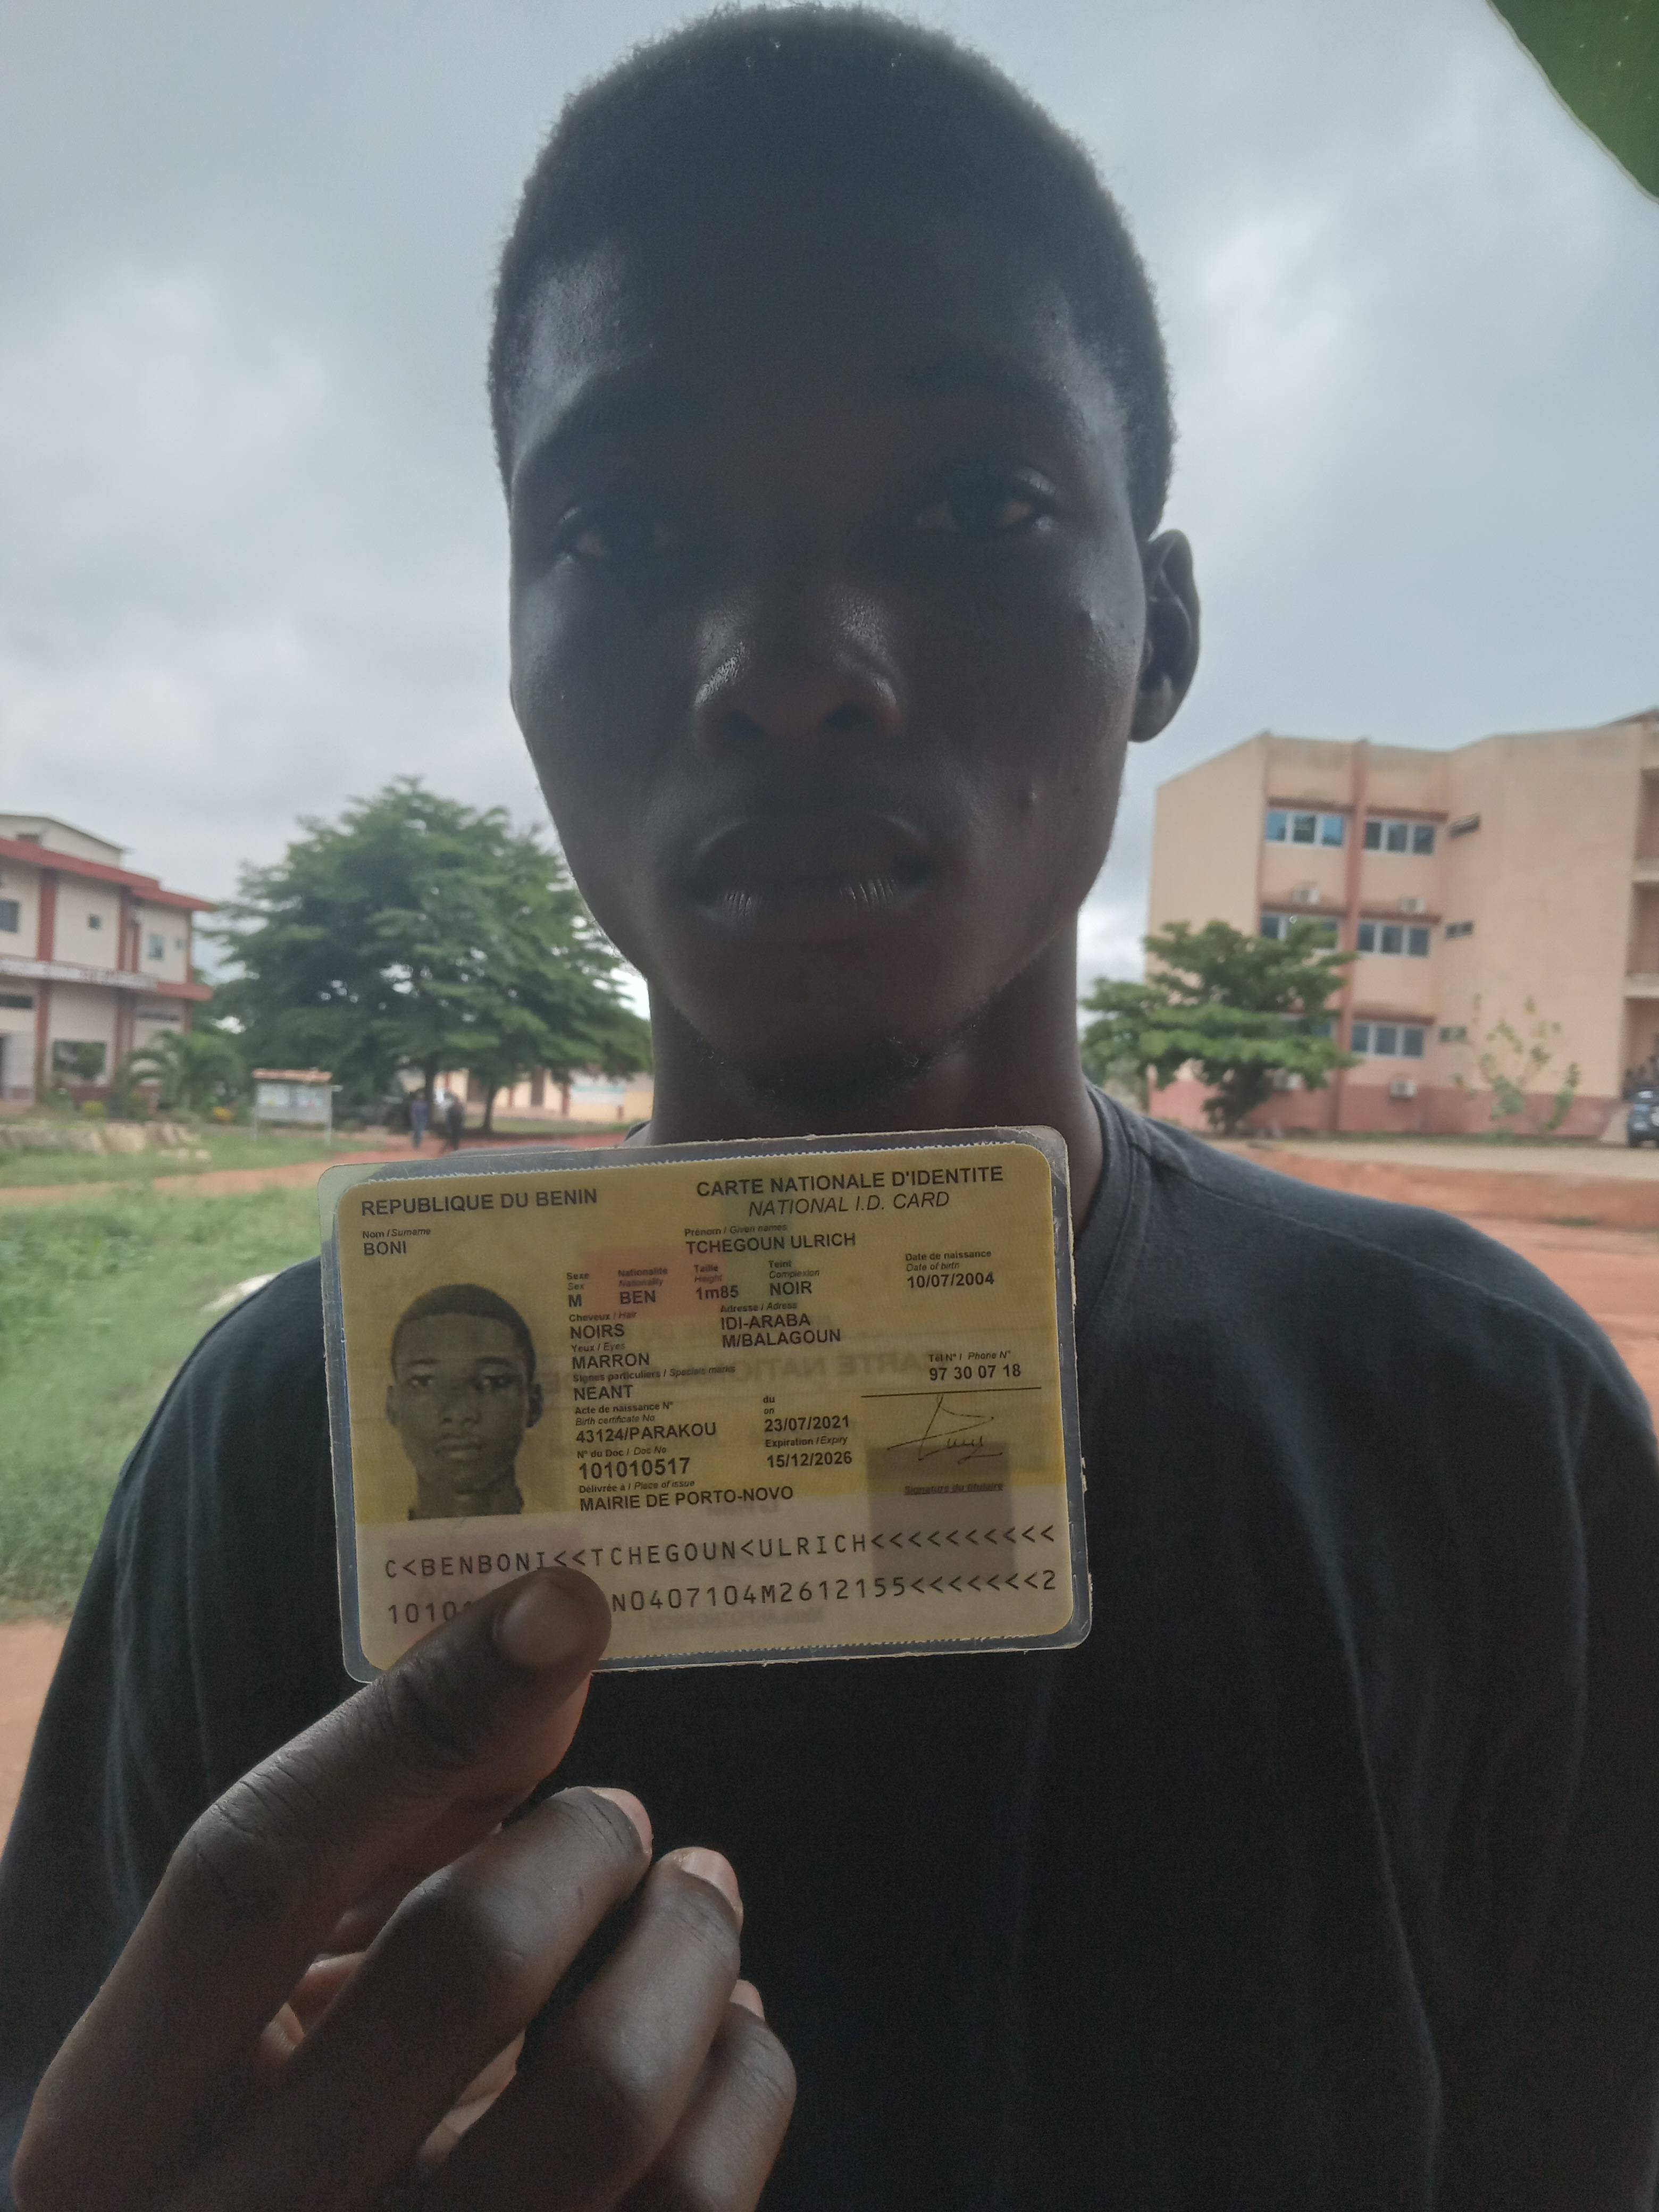 REPUBLIQUE DU BENIN
CARTE NATIONALE D'IDENTITE
NATIONAL I.D. CARD
Nom / Surname
BONI
Prénom / Given names
TCHEGOUN ULRICH
Sexe
Sex
M
Nationalité
Nationality
BEN
Taille
Height
1m85
Teint
Complexion
NOIR
Date de naissance
Date of birth
10/07/2004
Cheveux / Hair
NOIRS
Adresse / Adress
IDI-ARABA
M/BALAGOUN
Yeux / Eyes
MARRON
Signes particuliers / Specials marks
NEANT
Tél N° / Phone N°
97 30 07 18
Acte de naissance N°
Birth certificate No
43124/PARAKOU
du
on
23/07/2021
N° du Doc / Doc No
101010517
Expiration / Expiry
15/12/2026
Délivrée à / Place of issue
MAIRIE DE PORTO-NOVO
Signature du titulaire
C<BENBONI<<TCHEGOUN<ULRICH<<<<<<<<<<
1010 N0407104M2612155<<<<<<<2